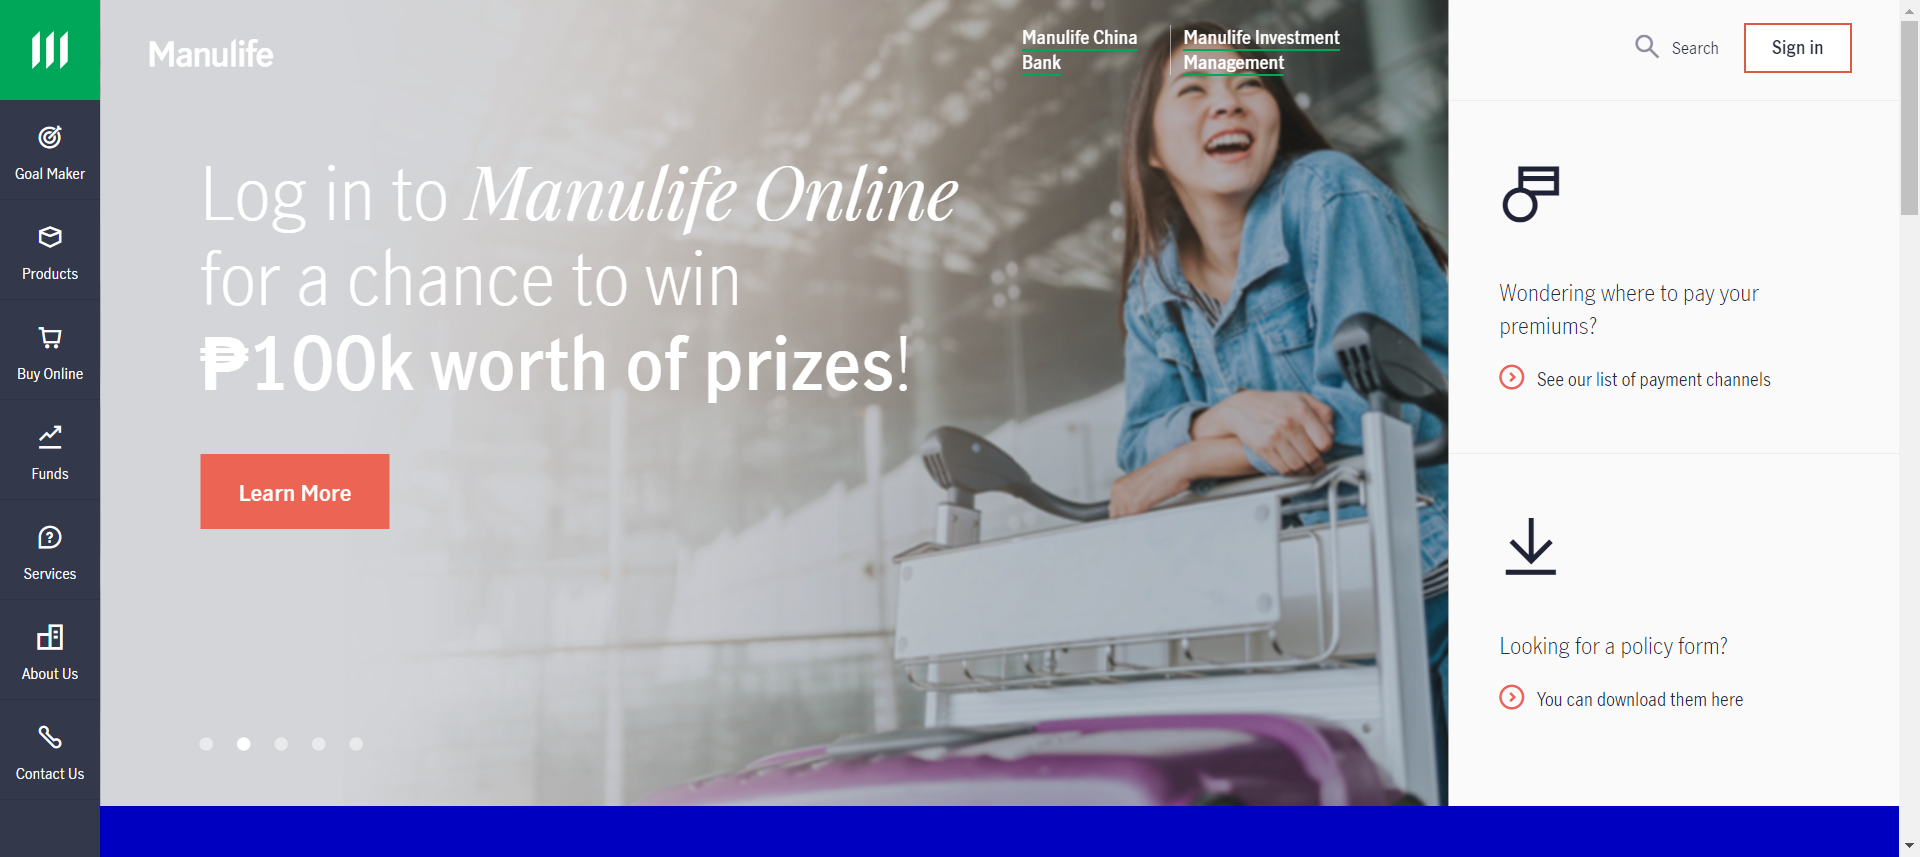 Manulife
Manulife China
Bank
Manulife Investment
Management
Search
Sign in
Goal Maker
Products
Buy Online
Funds
Services
About Us
Contact Us
Log in to Manulife Online
for a chance to win
₱100k worth of prizes!
Learn More
Wondering where to pay your
premiums?
See our list of payment channels
Looking for a policy form?
You can download them here